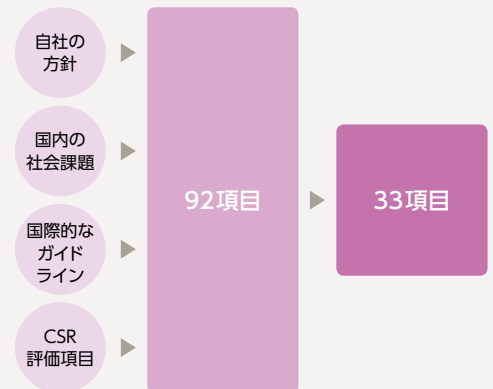 自社の
方針
国内の
社会課題
国際的な
ガイド
ライン
CSR
評価項目
92項目
33項目